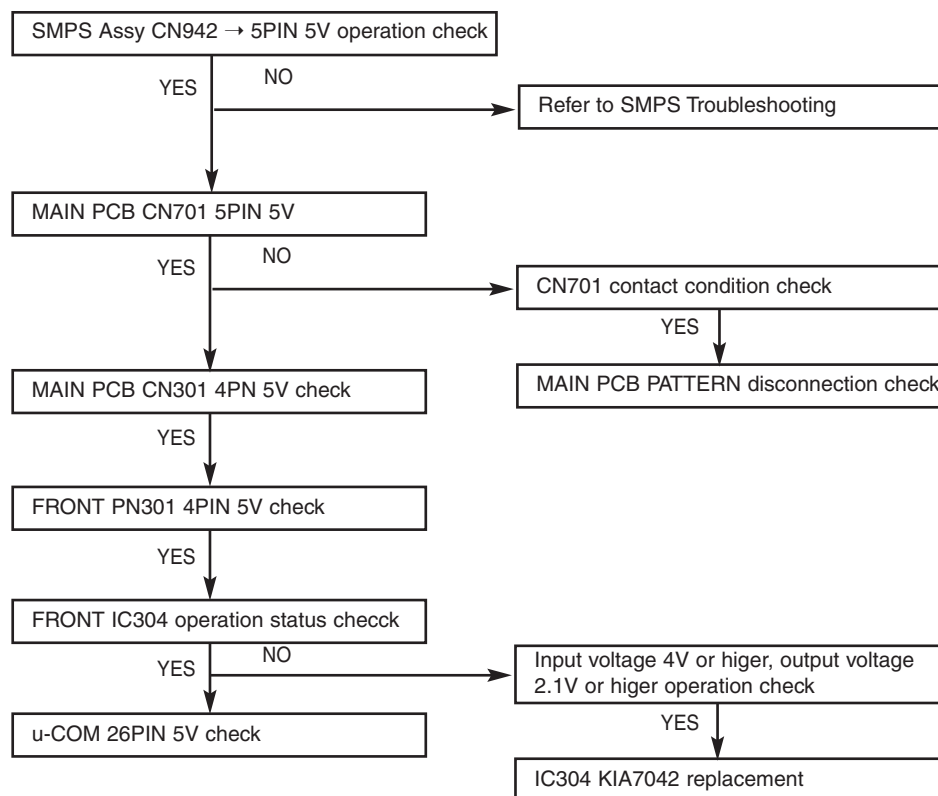 SMPS Assy CN942 → 5PIN 5V operation check
YES
NO
Refer to SMPS Troubleshooting
MAIN PCB CN701 5PIN 5V
YES
NO
CN701 contact condition check
YES
MAIN PCB PATTERN disconnection check
MAIN PCB CN301 4PN 5V check
YES
FRONT PN301 4PIN 5V check
YES
FRONT IC304 operation status checck
YES
NO
Input voltage 4V or higer, output voltage
2.1V or higer operation check
YES
IC304 KIA7042 replacement
u-COM 26PIN 5V check